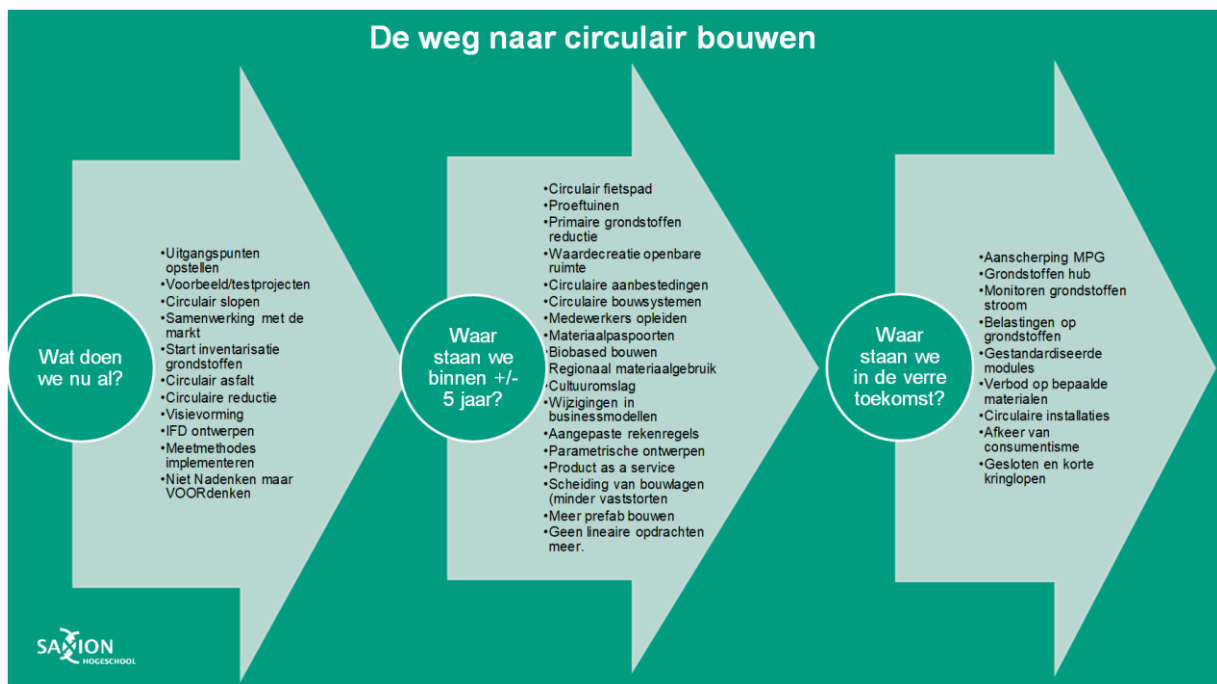 De weg naar circulair bouwen
Wat doen
we nu al?
•Uitgangspunten
opstellen
•Voorbeeld/testprojecten
•Circulair slopen
•Samenwerking met de
markt
•Start inventarisatie
grondstoffen
•Circulair asfalt
•Circulaire reductie
•Visievorming
•IFD ontwerpen
•Meetmethodes
implementeren
•Niet Nadenken maar
VOORdenken
Waar
staan we
binnen +/-
5 jaar?
•Circulair fietspad
•Proeftuinen
•Primaire grondstoffen
reductie
•Waardecreatie openbare
ruimte
•Circulaire aanbestedingen
•Circulaire bouwsystemen
•Medewerkers opleiden
•Materiaalpaspoorten
•Biobased bouwen
•Regionaal materiaalgebruik
•Cultuuromslag
•Wijzigingen in
businessmodellen
•Aangepaste rekenregels
•Parametrische ontwerpen
•Product as a service
•Scheiding van bouwlagen
(minder vaststorten
•Meer prefab bouwen
•Geen lineaire opdrachten
meer.
Waar
staan we
in de verre
toekomst?
•Aanscherping MPG
•Grondstoffen hub
•Monitoren grondstoffen
stroom
•Belastingen op
grondstoffen
•Gestandardiseerde
modules
•Verbod op bepaalde
materialen
•Circulaire installaties
•Afkeer van
consumentisme
•Gesloten en korte
kringlopen
SAXION
HOGESCHOOL